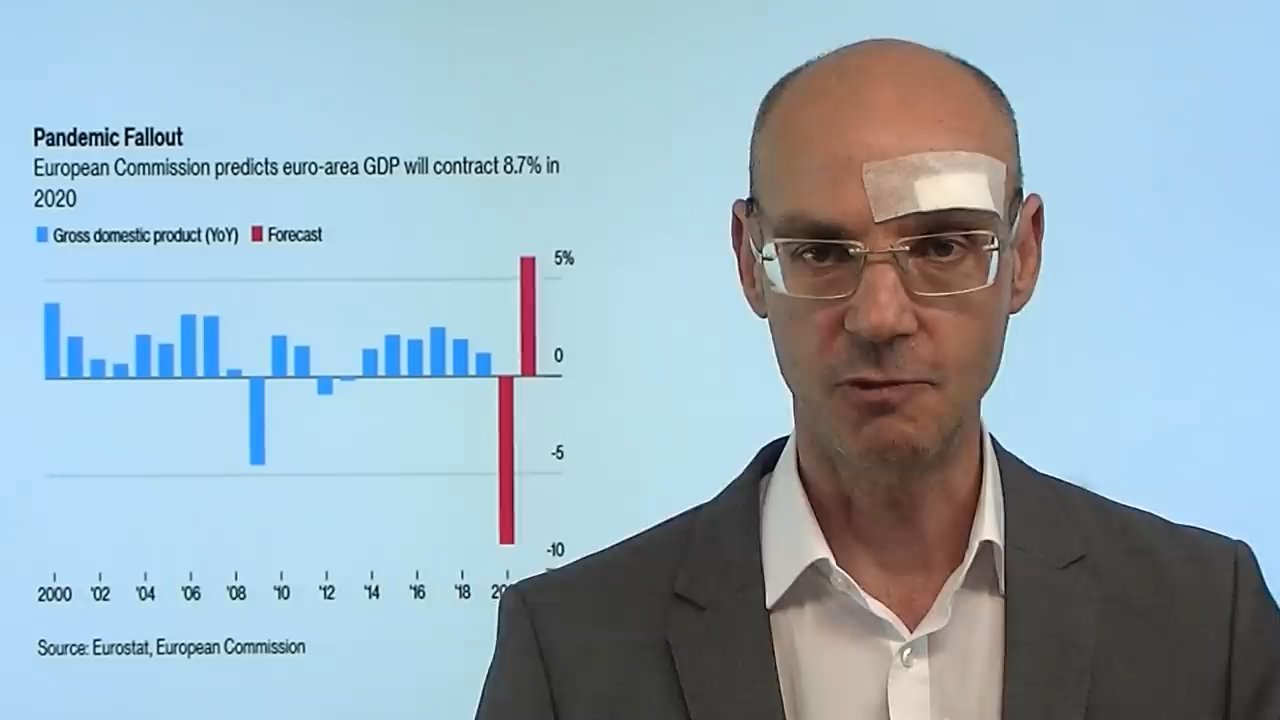 Pandemic Fallout
European Commission predicts euro-area GDP will contract 8.7% in
2020
Gross domestic product (YoY) Forecast
5%
0
-5
-10
2000 '02 '04 '06 '08 '10 '12 '14 '16 '18
Source: Eurostat, European Commission